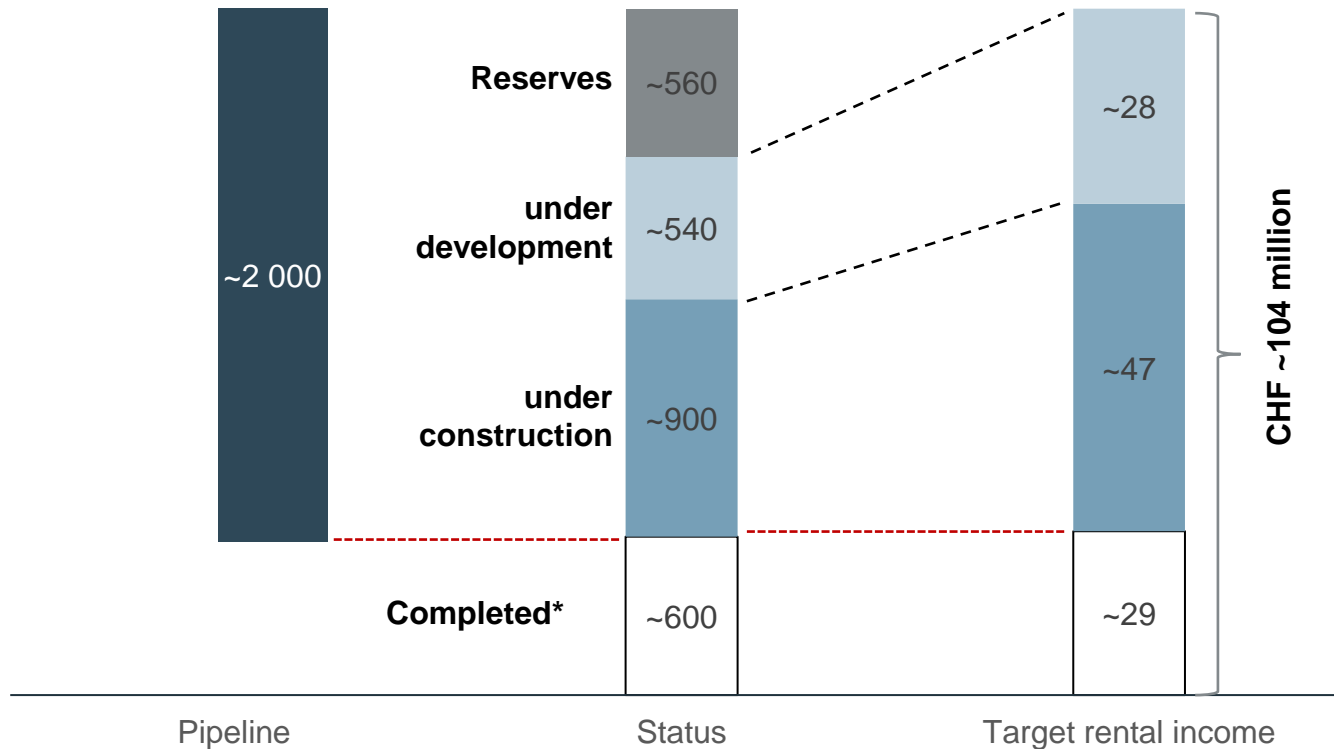 Reserves
~560
~28
under
development
~540
~2 000
~47
under
construction
~900
CHF ~104 million
Completed*
~600
~29
Pipeline
Status
Target rental income